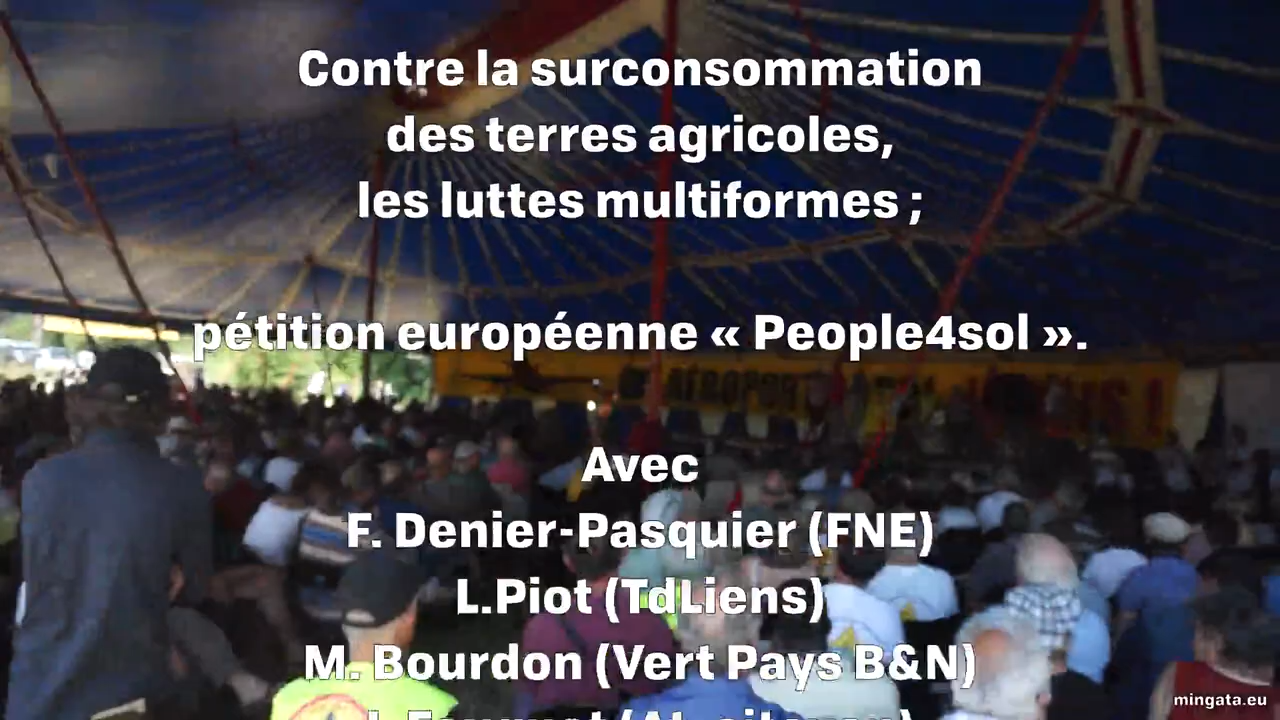 Contre la surconsommation
des terres agricoles,
les luttes multiformes ;
pétition européenne « People4sol ».
Avec
F. Denier-Pasquier (FNE)
L.Piot (TdLiens)
M. Bourdon (Vert Pays B&N)
mingata.eu